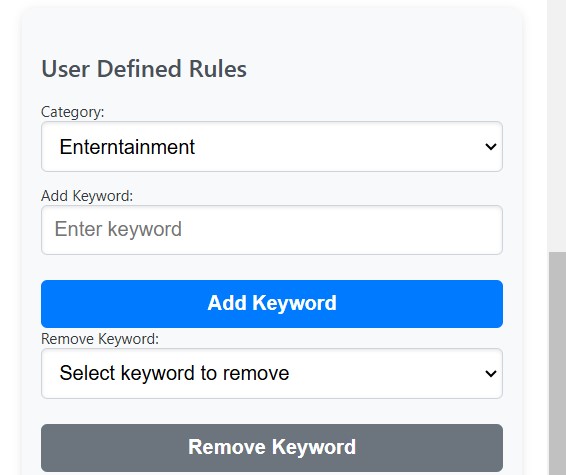 User Defined Rules
Category:
Enterntainment
Add Keyword:
Enter keyword
Add Keyword
Remove Keyword:
Select keyword to remove
Remove Keyword